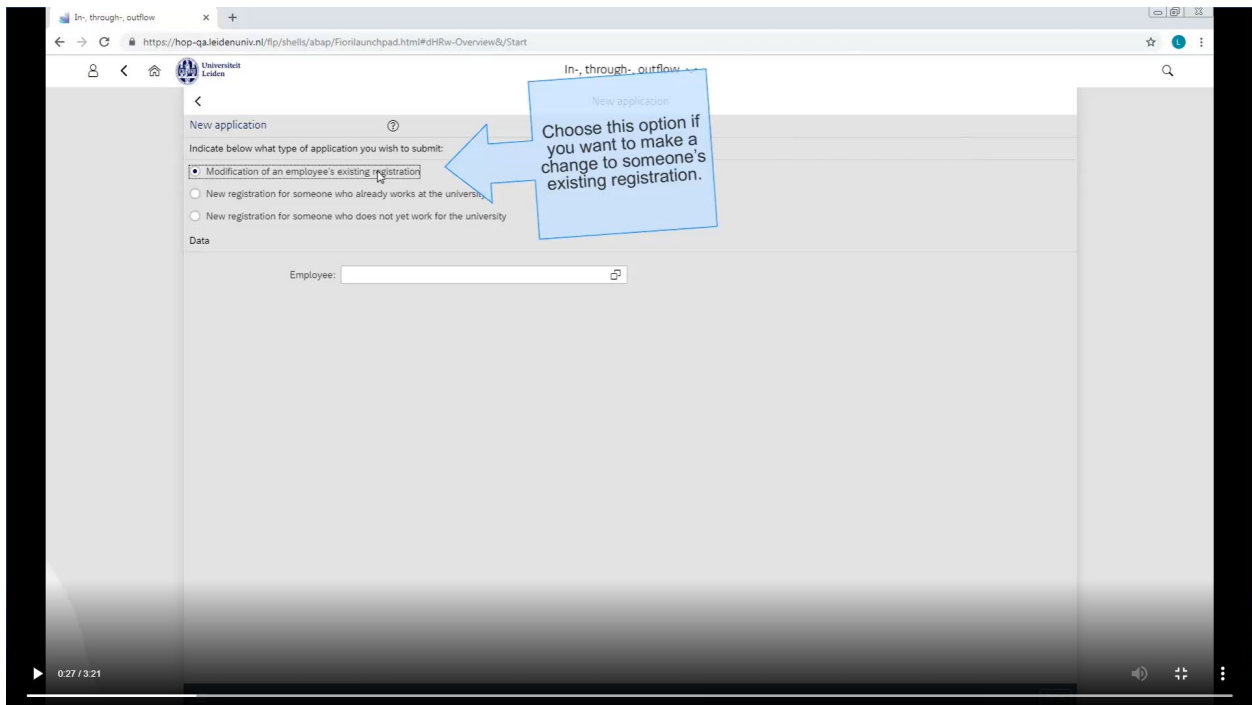 In-, through-, outflow
https://hop-qa.leidenuniv.nl/flp/shells/abap/Fiorilaunchpad.html#dHRw-Overview&/Start
L
Universiteit
Leiden
In-, through-, outflow
New application
New application
Indicate below what type of application you wish to submit:
Modification of an employee's existing registration
New registration for someone who already works at the university
New registration for someone who does not yet work for the university
Choose this option if
you want to make a
change to someone's
existing registration.
Data
Employee:
0:27 / 3:21